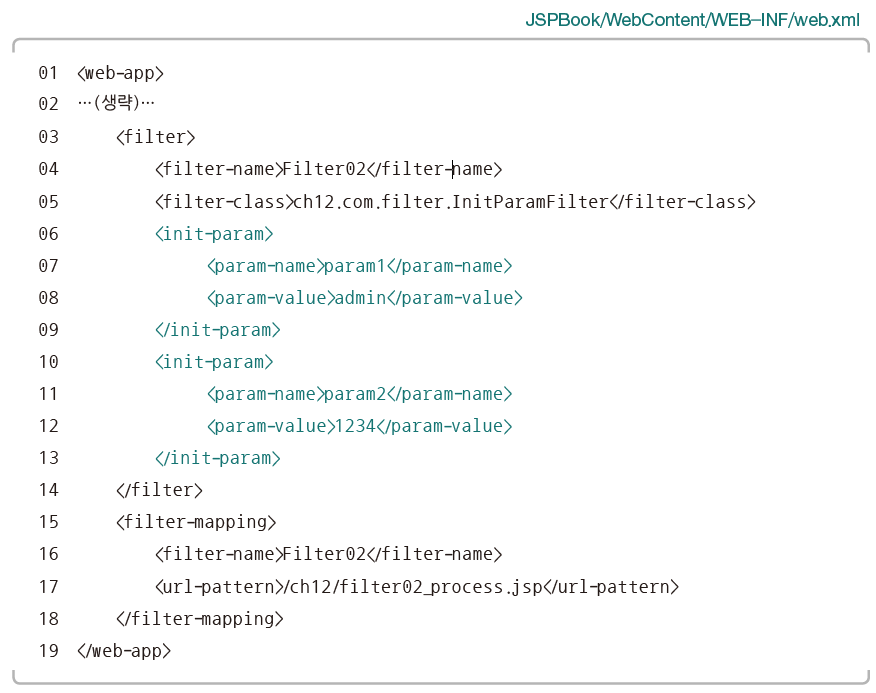 JSPBook/WebContent/WEB-INF/web.xml
01 <web-app>
02 …(생략)…
03 <filter>
04 <filter-name>Filter02</filter-name>
05 <filter-class>ch12.com.filter.InitParamFilter</filter-class>
06 <init-param>
07 <param-name>param1</param-name>
08 <param-value>admin</param-value>
09 </init-param>
10 <init-param>
11 <param-name>param2</param-name>
12 <param-value>1234</param-value>
13 </init-param>
14 </filter>
15 <filter-mapping>
16 <filter-name>Filter02</filter-name>
17 <url-pattern>/ch12/filter02_process.jsp</url-pattern>
18 </filter-mapping>
19 </web-app>